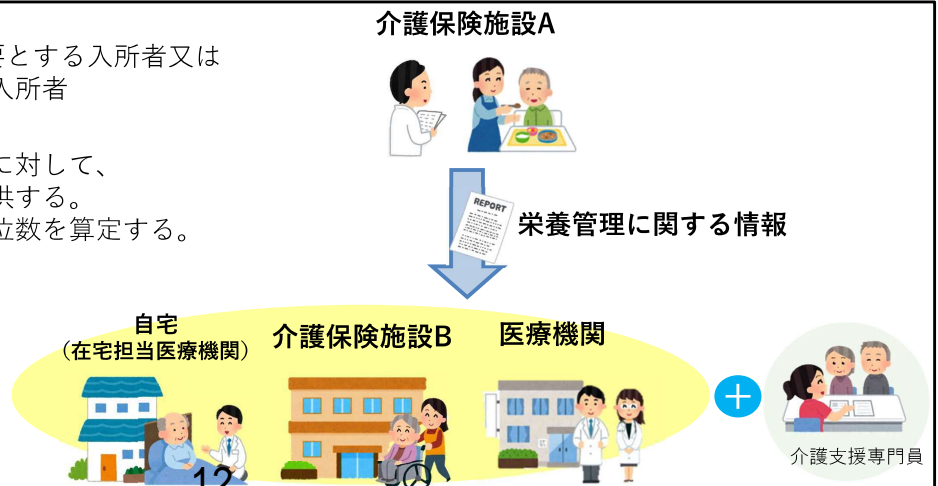 介護保険施設A
要とする入所者又は
入所者
に対して、
供する。
位数を算定する。
REPORT
栄養管理に関する情報
自宅
（在宅担当医療機関）
介護保険施設B
医療機関
+
介護支援専門員
12